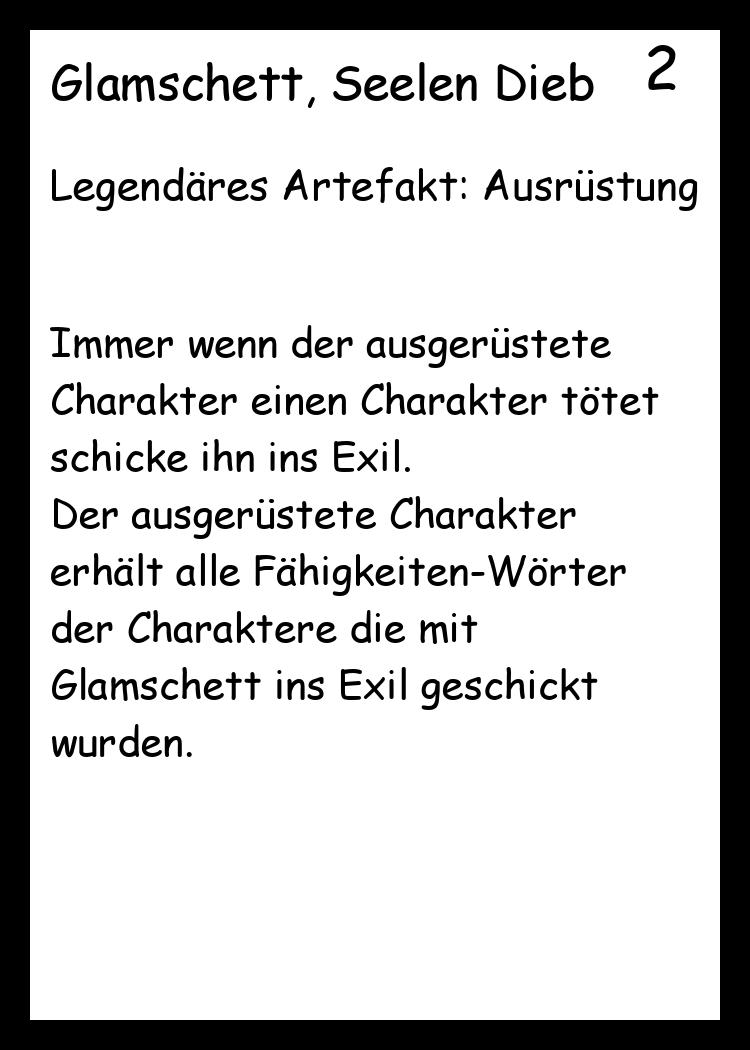 Glamschett, Seelen Dieb 2
Legendäres Artefakt: Ausrüstung
Immer wenn der ausgerüstete
Charakter einen Charakter tötet
schicke ihn ins Exil.
Der ausgerüstete Charakter
erhält alle Fähigkeiten-Wörter
der Charaktere die mit
Glamschett ins Exil geschickt
wurden.